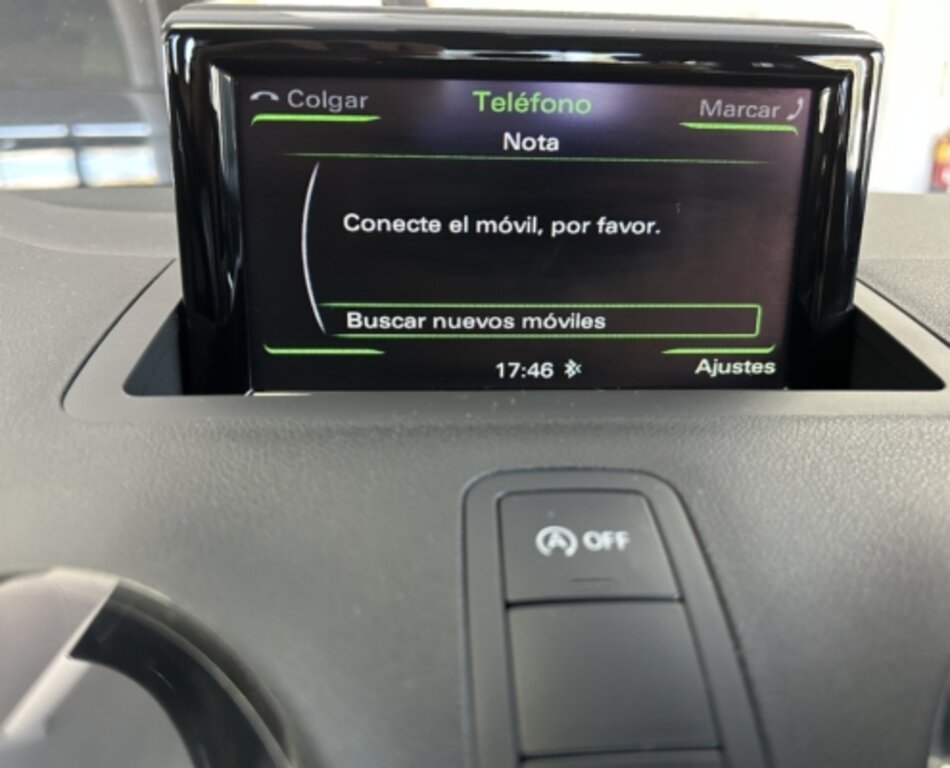 Colgar Teléfono Marcar
Nota
Conecte el móvil, por favor.
Buscar nuevos móviles
17:46 Ajustes
A OFF